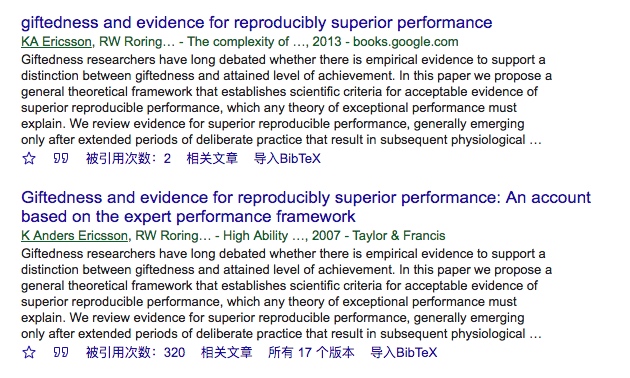 giftedness and evidence for reproducibly superior performance
KA Ericsson, RW Roring… - The complexity of …, 2013 - books.google.com
Giftedness researchers have long debated whether there is empirical evidence to support a
distinction between giftedness and attained level of achievement. In this paper we propose a
general theoretical framework that establishes scientific criteria for acceptable evidence of
superior reproducible performance, which any theory of exceptional performance must
explain. We review evidence for superior reproducible performance, generally emerging
only after extended periods of deliberate practice that result in subsequent physiological …
被引用次数：2 相关文章 导入BibTeX
Giftedness and evidence for reproducibly superior performance: An account
based on the expert performance framework
K Anders Ericsson, RW Roring… - High Ability …, 2007 - Taylor & Francis
Giftedness researchers have long debated whether there is empirical evidence to support a
distinction between giftedness and attained level of achievement. In this paper we propose a
general theoretical framework that establishes scientific criteria for acceptable evidence of
superior reproducible performance, which any theory of exceptional performance must
explain. We review evidence for superior reproducible performance, generally emerging
only after extended periods of deliberate practice that result in subsequent physiological …
被引用次数：320 相关文章 所有 17 个版本 导入BibTeX